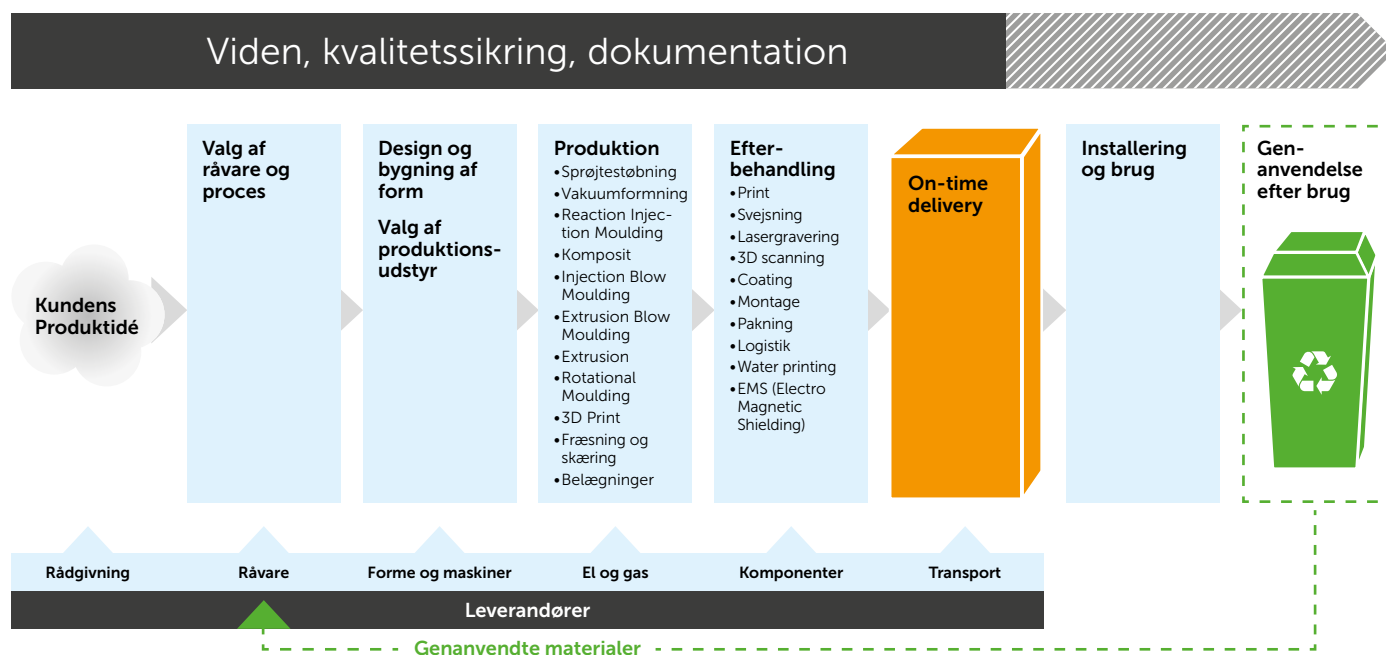 Viden, kvalitetssikring, dokumentation
Kundens
Produktidé
Valg af
råvare og
proces
Design og
bygning af
form
Valg af
produktions-
udstyr
Produktion
•Sprøjtestøbning
•Vakuumformning
•Reaction Injec-
tion Moulding
•Komposit
•Injection Blow
Moulding
•Extrusion Blow
Moulding
•Extrusion
•Rotational
Moulding
•3D Print
•Fræsning og
skæring
•Belægninger
Efter-
behandling
•Print
•Svejsning
•Lasergravering
•3D scanning
•Coating
•Montage
•Pakning
•Logistik
•Water printing
•EMS (Electro
Magnetic
Shielding)
On-time
delivery
Installering
og brug
Gen-
anvendelse
efter brug
Rådgivning
Råvare
Forme og maskiner
El og gas
Komponenter
Transport
Leverandører
Genanvendte materialer